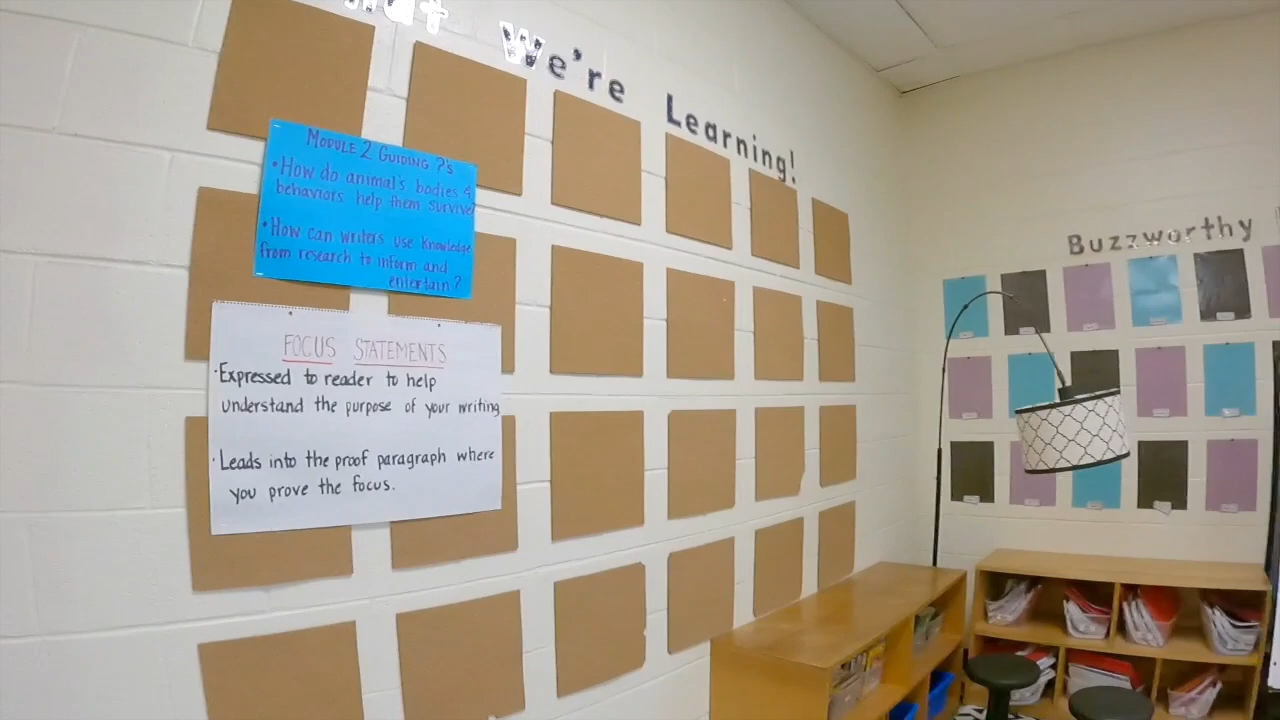 We're Learning!
MODULE 2 GUIDING ?'s
•How do animal's bodies &
behaviors help them survive
•How can writers use knowledge
from research to inform and
entertain?
FOCUS STATEMENTS
·Expressed to reader to help
understand the purpose of your writing
·Leads into the proof paragraph where
you prove the focus.
Buzzworthy